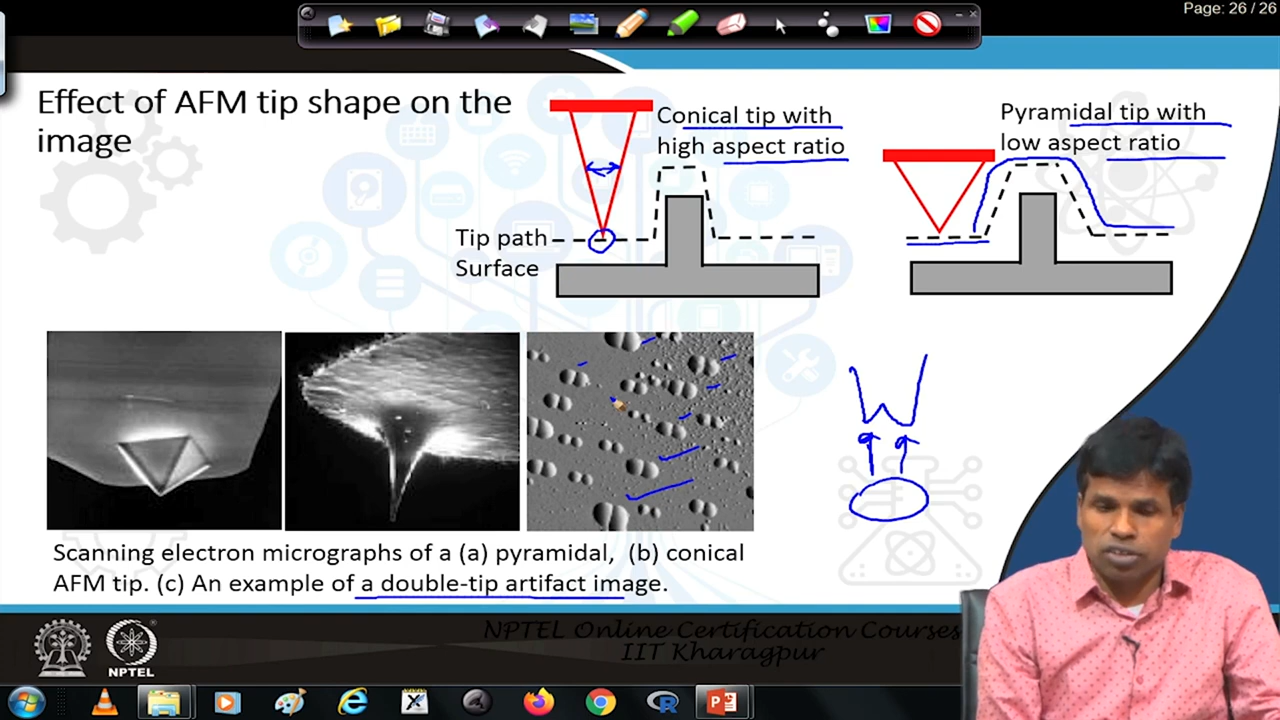 Page: 26 / 26
Effect of AFM tip shape on the
image
Conical tip with
high aspect ratio
Pyramidal tip with
low aspect ratio
Tip path
Surface
Scanning electron micrographs of a (a) pyramidal, (b) conical
AFM tip. (c) An example of a double-tip artifact image.
NPTEL Online Certification Courses
IIT Kharagpur
NPTEL